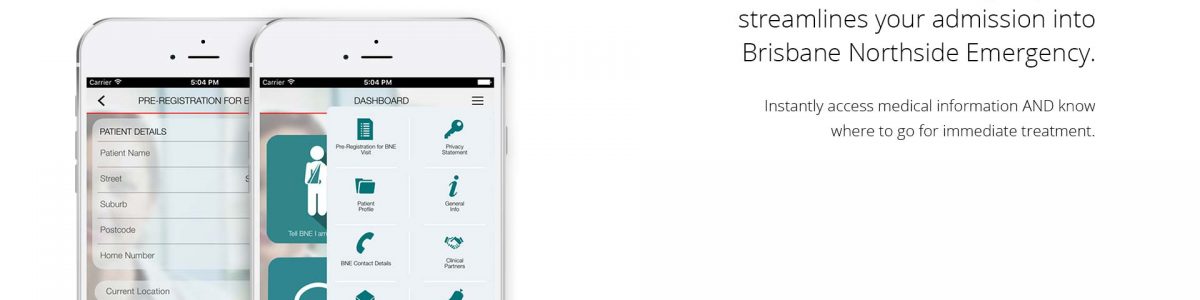 Carrier 5:04 PM
PRE-REGISTRATION FOR B
PATIENT DETAILS
Patient Name
Street S
Suburb
Postcode
Home Number
Current Location
Carrier 5:04 PM
DASHBOARD
Tell BNE I am
Pre-Registration for BNE
Visit
Privacy
Statement
Patient
Profile
General
Info
BNE Contact Details
Clinical
Partners
streamlines your admission into
Brisbane Northside Emergency.
Instantly access medical information AND know
where to go for immediate treatment.